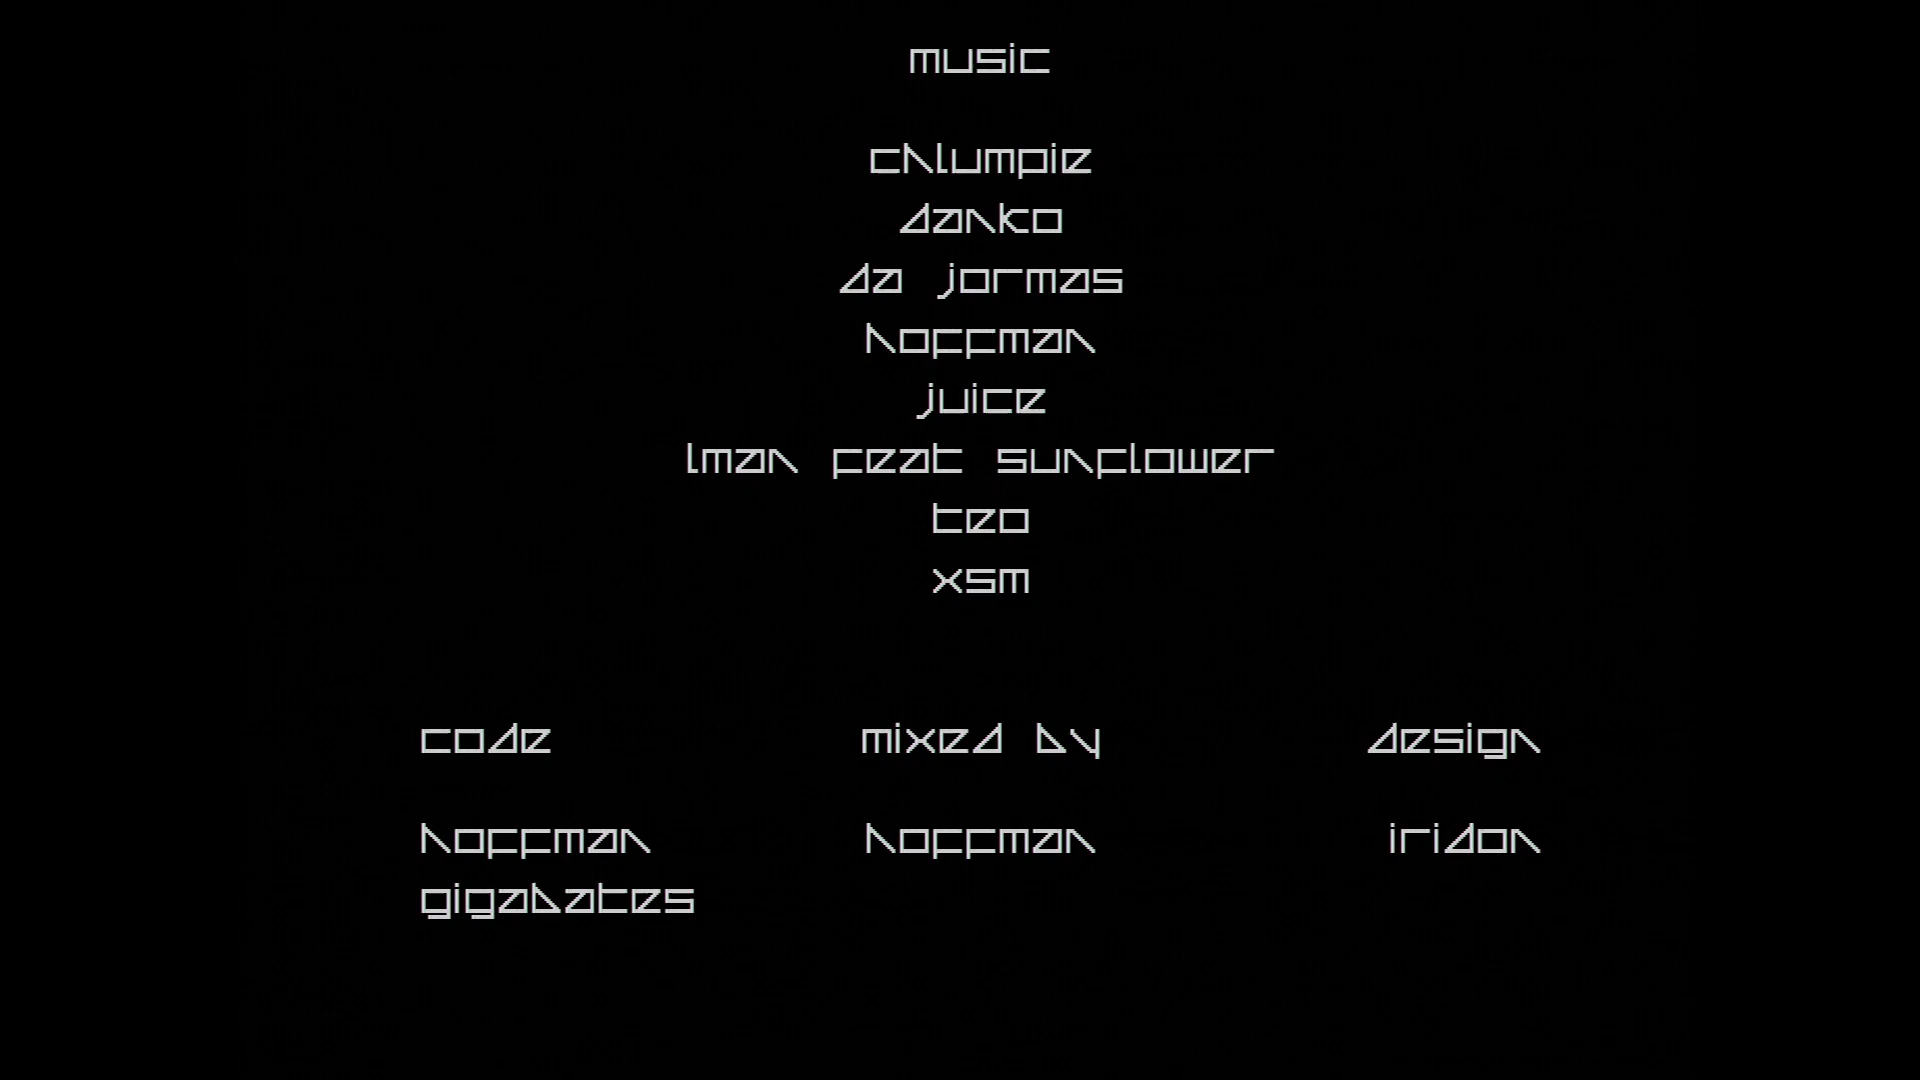 music
chlumpie
danko
da jormas
hoffman
juice
lman feat sunflower
teo
xsm
code
mixed by
design
hoffman
hoffman
iridon
gigabates